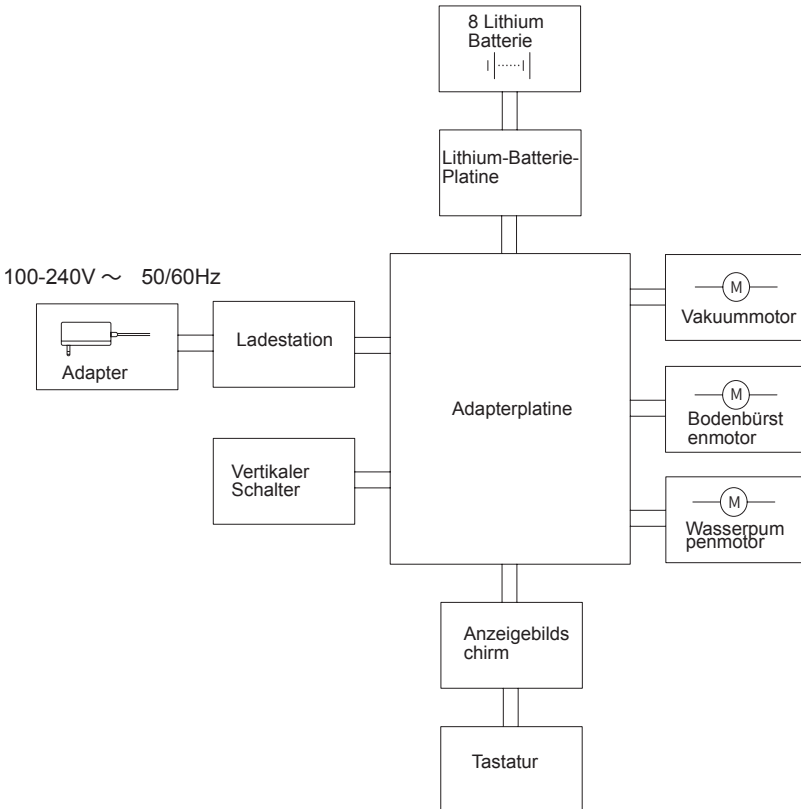 8 Lithium
Batterie
Lithium-Batterie-
Platine
100-240V ～ 50/60Hz
Adapter
Ladestation
Adapterplatine
M
Vakuummotor
M
Bodenbürst
enmotor
Vertikaler
Schalter
M
Wasserpum
penmotor
Anzeigebilds
chirm
Tastatur